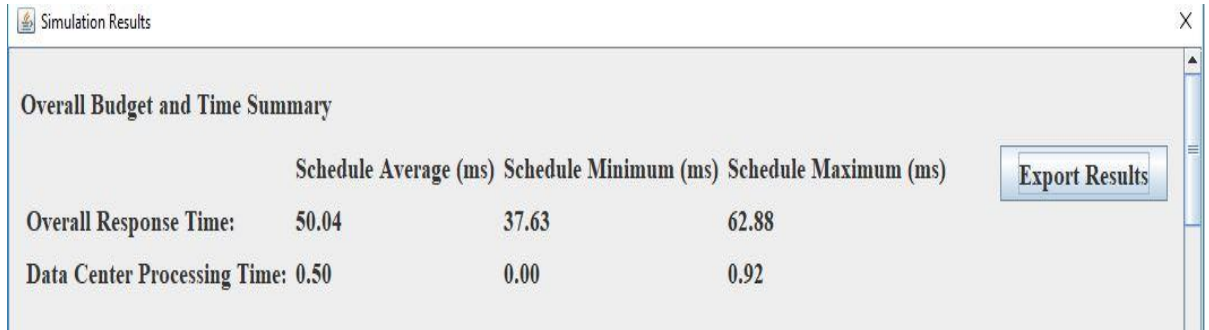 Simulation Results
Overall Budget and Time Summary
Schedule Average (ms) Schedule Minimum (ms) Schedule Maximum (ms)
Export Results
Overall Response Time: 50.04 37.63 62.88
Data Center Processing Time: 0.50 0.00 0.92